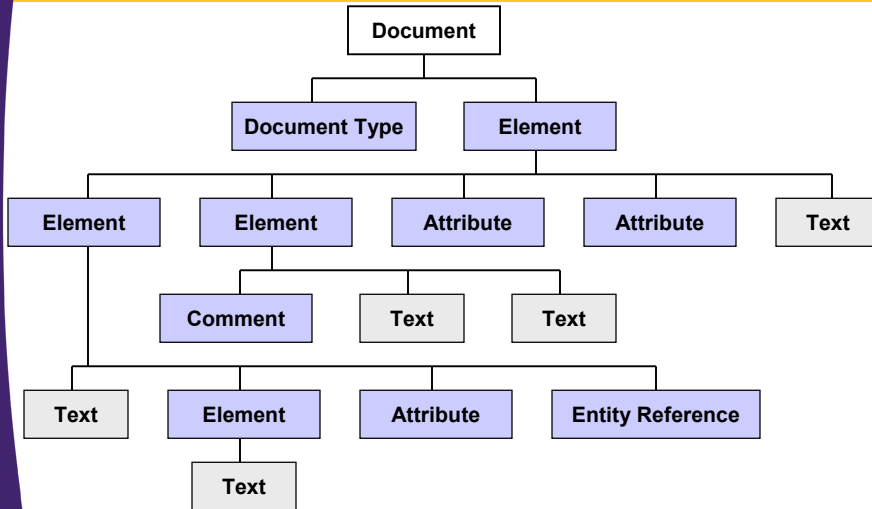 Document
Document Type
Element
Element
Element
Attribute
Attribute
Text
Comment
Text
Text
Text
Element
Attribute
Entity Reference
Text